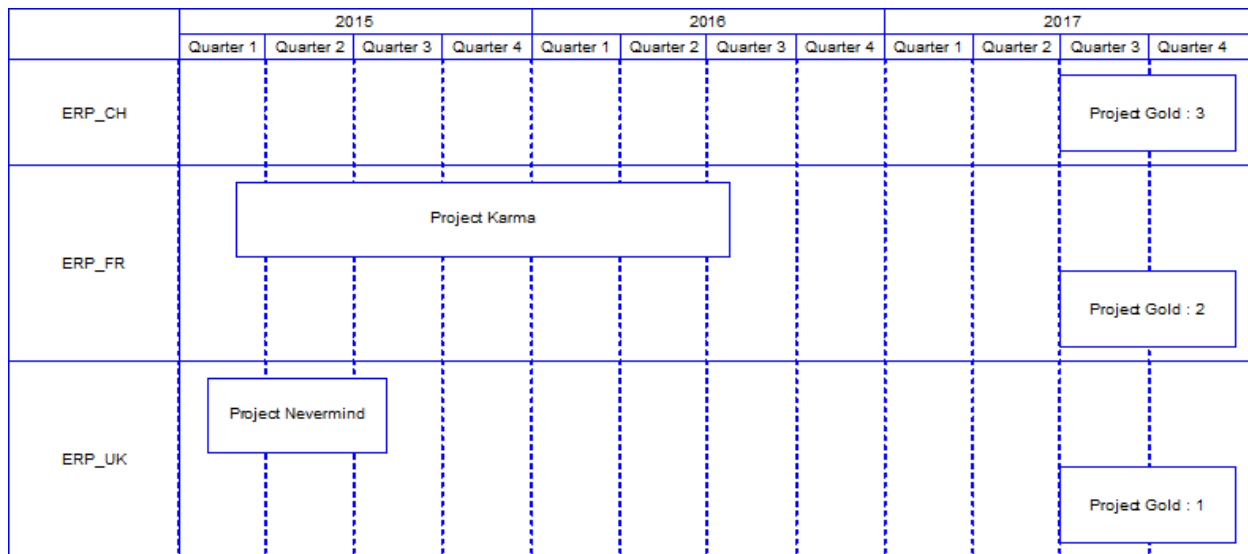 2015 2016 2017
Quarter 1 Quarter 2 Quarter 3 Quarter 4 Quarter 1 Quarter 2 Quarter 3 Quarter 4 Quarter 1 Quarter 2 Quarter 3 Quarter 4
ERP_CH Project Gold : 3
Project Karma
ERP_FR
Project Gold : 2
Project Nevermind
ERP_UK
Project Gold : 1